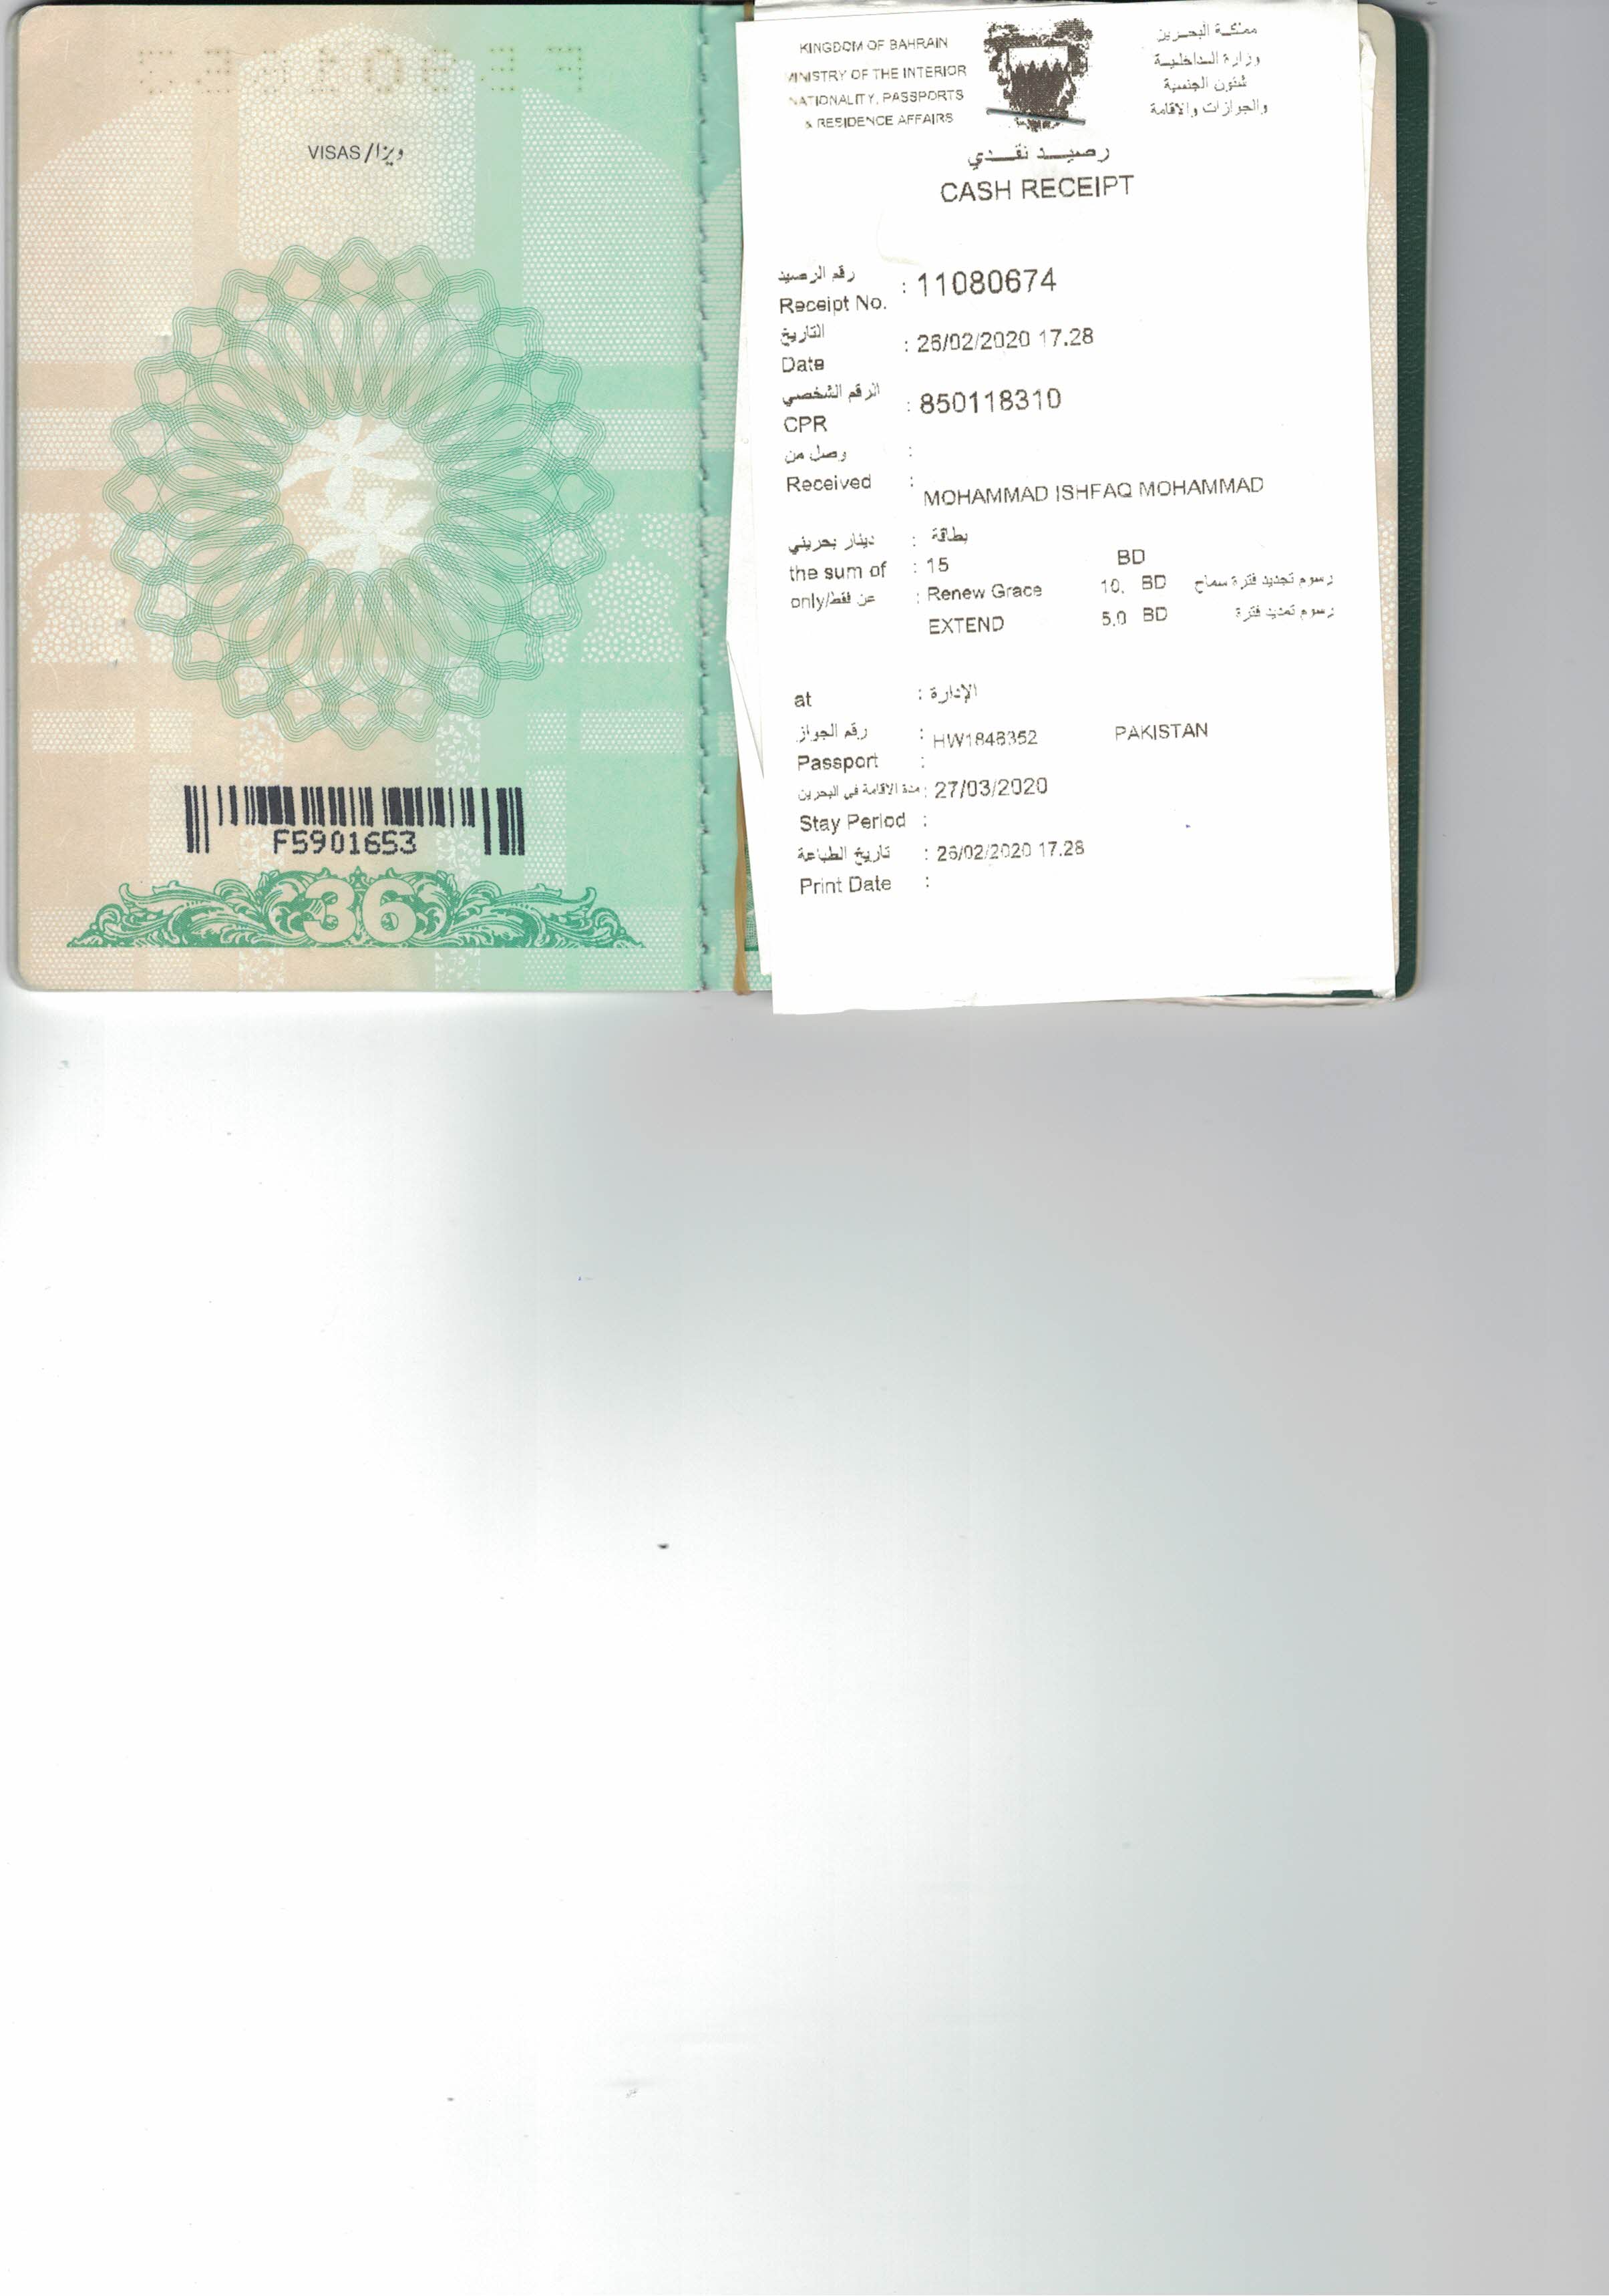 VISAS / ویزا
F5901653
36
KINGDOM OF BAHRAIN
MINISTRY OF THE INTERIOR
NATIONALITY, PASSPORTS
& RESIDENCE AFFAIRS
مملكة البحرين
وزارة الداخلية
شئون الجنسية
والجوازات والاقامة
رصيد نقدي
CASH RECEIPT
رقم الرصيد
Receipt No. : 11080674
التاريخ
Date : 26/02/2020 17.28
الرقم الشخصي
CPR : 850118310
وصل من :
Received : MOHAMMAD ISHFAQ MOHAMMAD
دينار بحريني : بطاقة
the sum of : 15 BD
only/عن فقط : Renew Grace 10. BD رسوم تجديد فترة سماح
EXTEND 5.0 BD رسوم تمديد فترة
at : الإدارة
رقم الجواز : HW1848352 PAKISTAN
Passport :
مدة الاقامة في البحرين : 27/03/2020
Stay Period :
تاريخ الطباعة : 26/02/2020 17.28
Print Date :